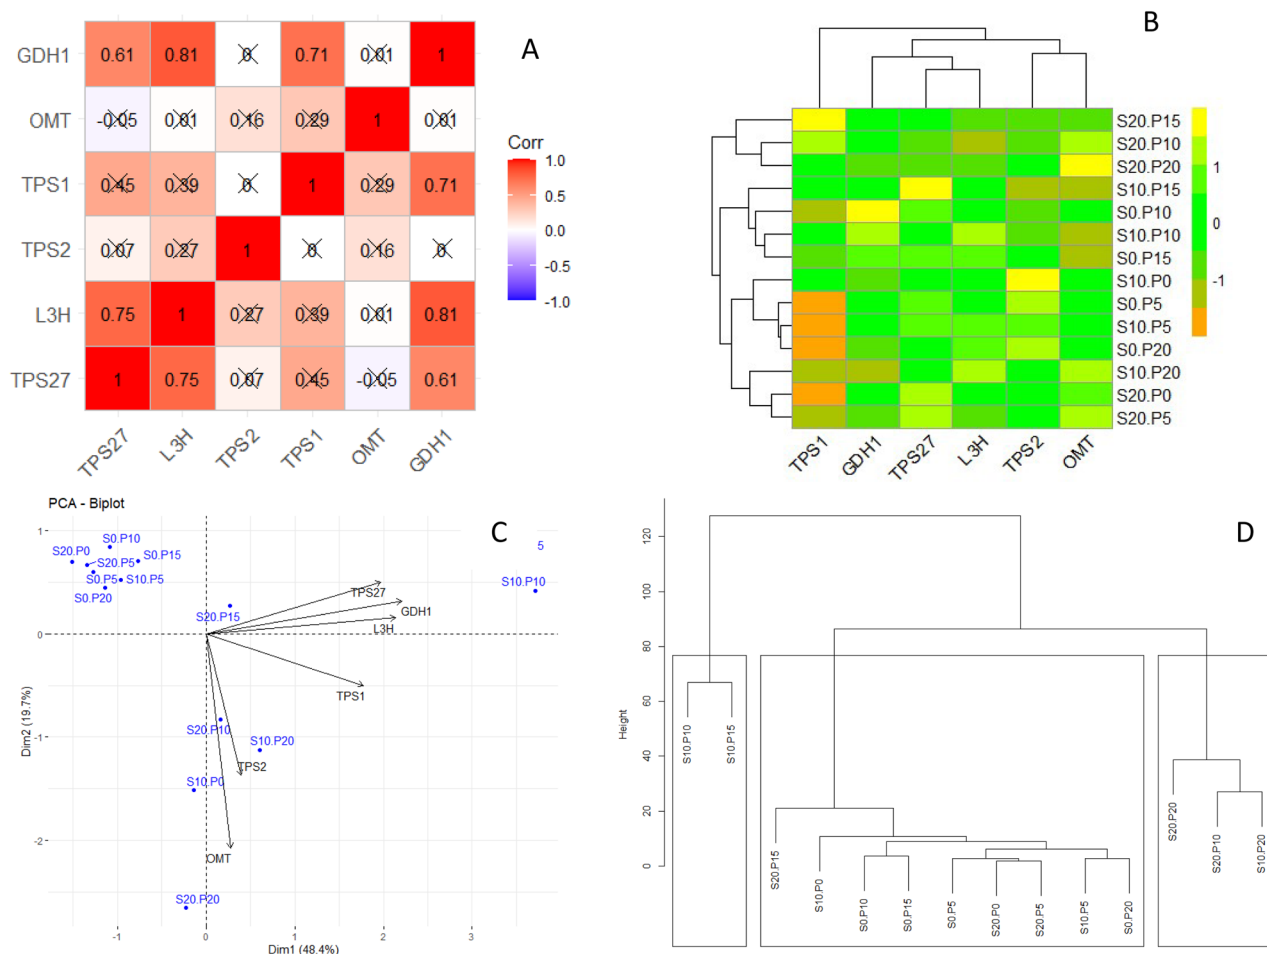 A
GDH1 0.61 0.81 0 0.71 0.01 1
OMT -0.05 0.01 0.16 0.29 1 0.01
TPS1 0.45 0.39 0 1 0.29 0.71
TPS2 0.07 0.27 1 0 0.16 0
L3H 0.75 1 0.27 0.39 0.01 0.81
TPS27 1 0.75 0.07 0.45 -0.05 0.61
TPS27 L3H TPS2 TPS1 OMT GDH1
Corr
1.0
0.5
0.0
-0.5
-1.0
B
S20.P15
S20.P10
S20.P20
S10.P15
S0.P10
S10.P10
S0.P15
S10.P0
S0.P5
S10.P5
S0.P20
S10.P20
S20.P0
S20.P5
TPS1 GDH1 TPS27 L3H TPS2 OMT
1
0
-1
PCA - Biplot
C
1
0
-1
-2
Dim2 (19.7%)
S0.P10
S20.P0
S20.P5
S0.P15
S0.P5
S10.P5
S0.P20
5
S10.P10
S20.P15
TPS27
GDH1
L3H
TPS1
S20.P10
S10.P20
TPS2
S10.P0
OMT
S20.P20
-1 0 1 2 3
Dim1 (48.4%)
D
Height
120
100
80
60
40
20
0
S10.P10
S10.P15
S20.P15
S10.P0
S0.P10
S0.P15
S0.P5
S20.P0
S20.P5
S10.P5
S0.P20
S20.P20
S20.P10
S10.P20